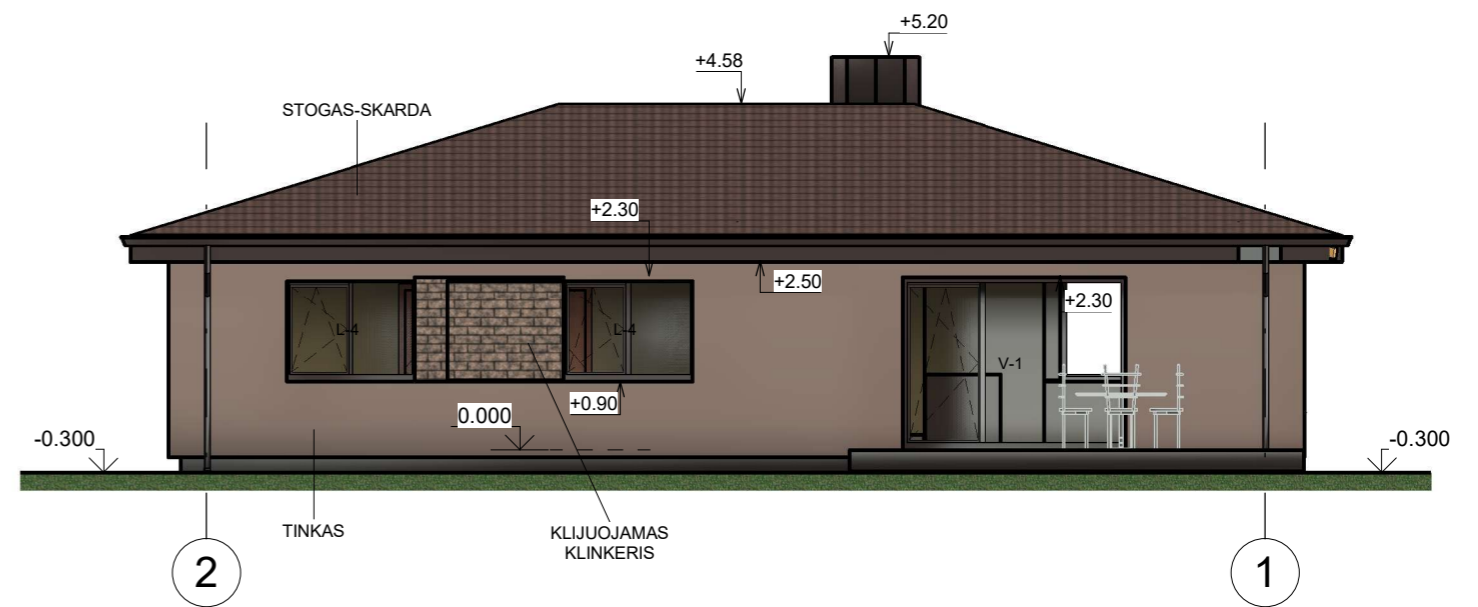 +5.20
+4.58
STOGAS-SKARDA
+2.30
+2.50
+2.30
L-4
L-4
V-1
+0.90
0.000
-0.300
-0.300
TINKAS
KLIJUOJAMAS
KLINKERIS
2
1